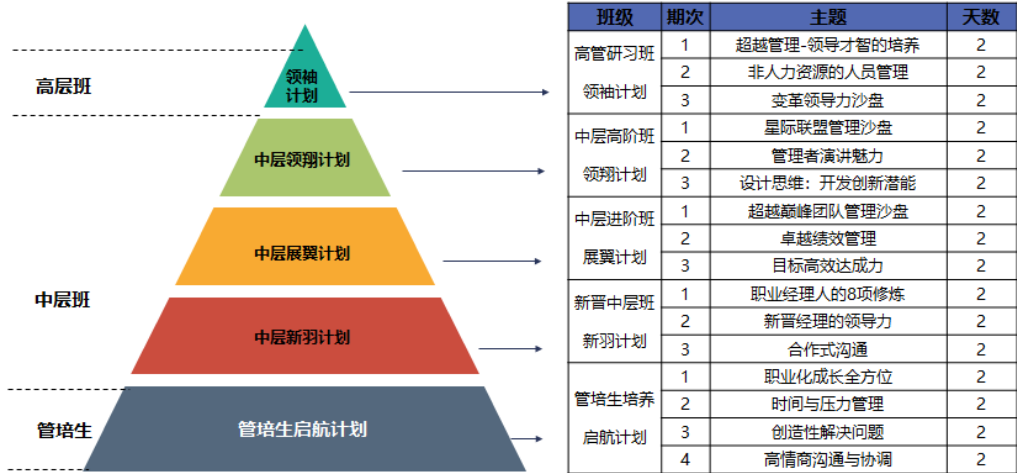 高层班
中层班
管培生
领袖
计划
中层领翔计划
中层展翼计划
中层新羽计划
管培生启航计划
班级 期次 主题 天数
高管研习班
领袖计划
1 超越管理-领导才智的培养 2
2 非人力资源的人员管理 2
3 变革领导力沙盘 2
中层高阶班
领翔计划
1 星际联盟管理沙盘 2
2 管理者演讲魅力 2
3 设计思维：开发创新潜能 2
中层进阶班
展翼计划
1 超越巅峰团队管理沙盘 2
2 卓越绩效管理 2
3 目标高效达成力 2
新晋中层班
新羽计划
1 职业经理人的8项修炼 2
2 新晋经理的领导力 2
3 合作式沟通 2
管培生培养
启航计划
1 职业化成长全方位 2
2 时间与压力管理 2
3 创造性解决问题 2
4 高情商沟通与协调 2